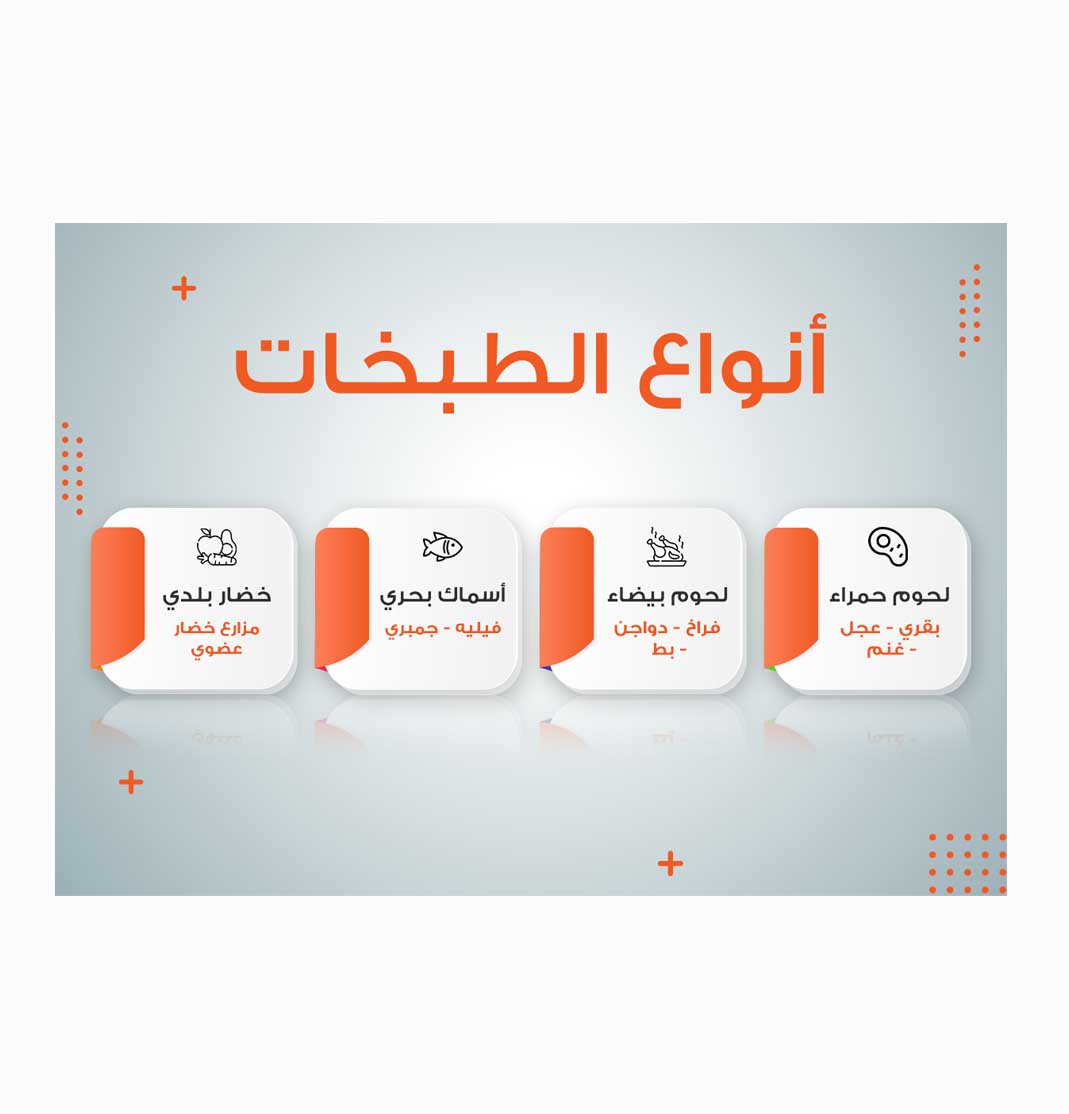 أنواع الطبخات
لحوم حمراء
بقري - عجل
- غنم
لحوم بيضاء
فراخ - دواجن
- بط
أسماك بحري
فيليه - جمبري
خضار بلدي
مزارع خضار
عضوي